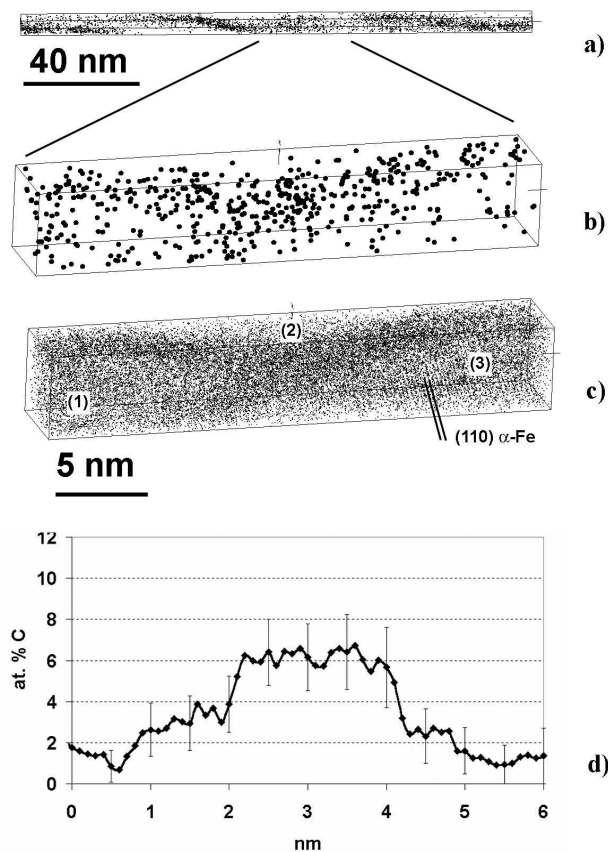 a)
40 nm
b)
(2)
(3)
(1)
c)
(110) α-Fe
5 nm
12
10
8
6
4
2
0
at. % C
0 1 2 3 4 5 6
nm
d)